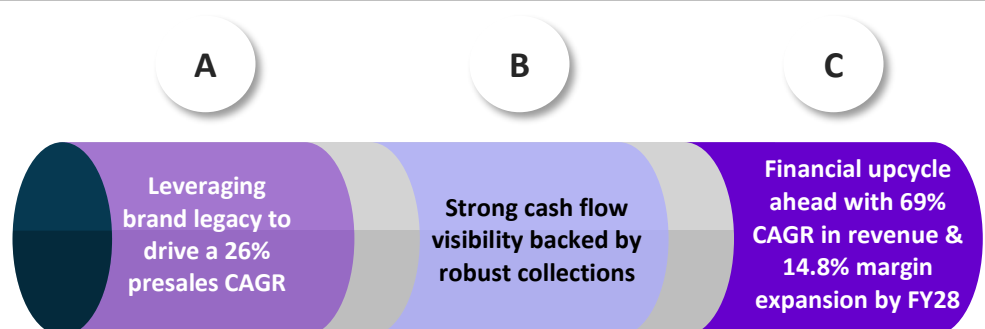 A
B
C
Leveraging
brand legacy to
drive a 26%
presales CAGR
Strong cash flow
visibility backed by
robust collections
Financial upcycle
ahead with 69%
CAGR in revenue &
14.8% margin
expansion by FY28